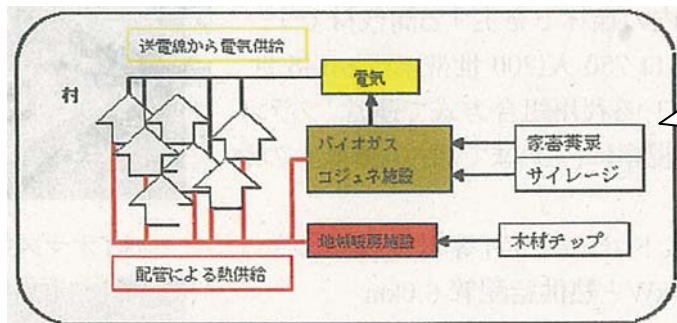 送電線から電気供給
電気
村
バイオガス
コジェネ施設
家畜糞尿
サイレージ
地域暖房施設
木材チップ
配管による熱供給